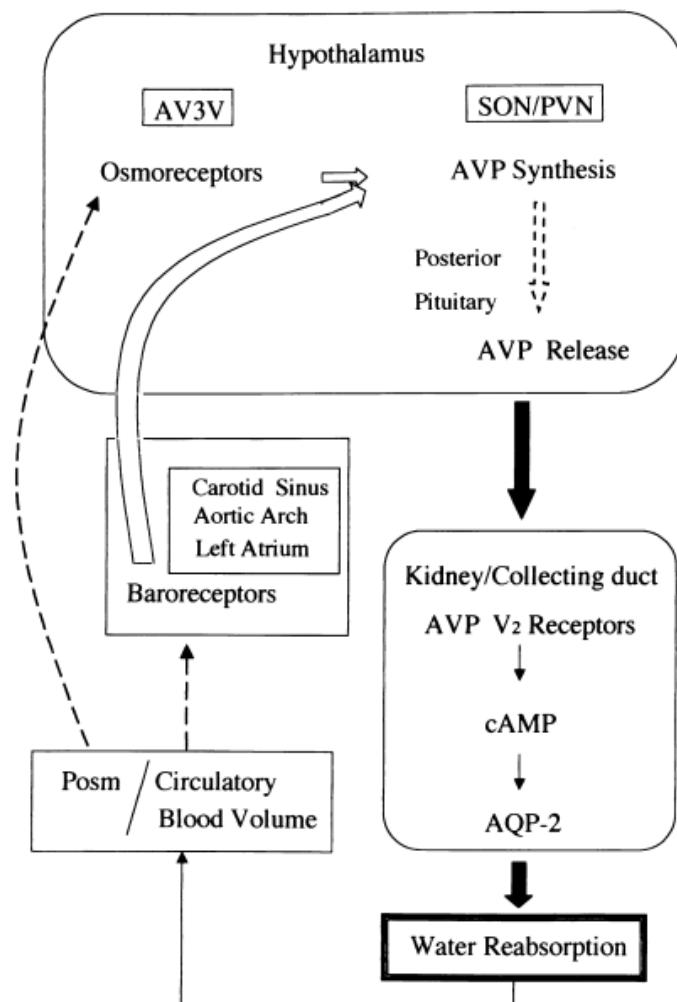 Hypothalamus
AV3V
SON/PVN
Osmoreceptors
AVP Synthesis
Posterior
Pituitary
AVP Release
Carotid Sinus
Aortic Arch
Left Atrium
Baroreceptors
Kidney/Collecting duct
AVP V₂ Receptors
cAMP
AQP-2
Posm / Circulatory
Blood Volume
Water Reabsorption